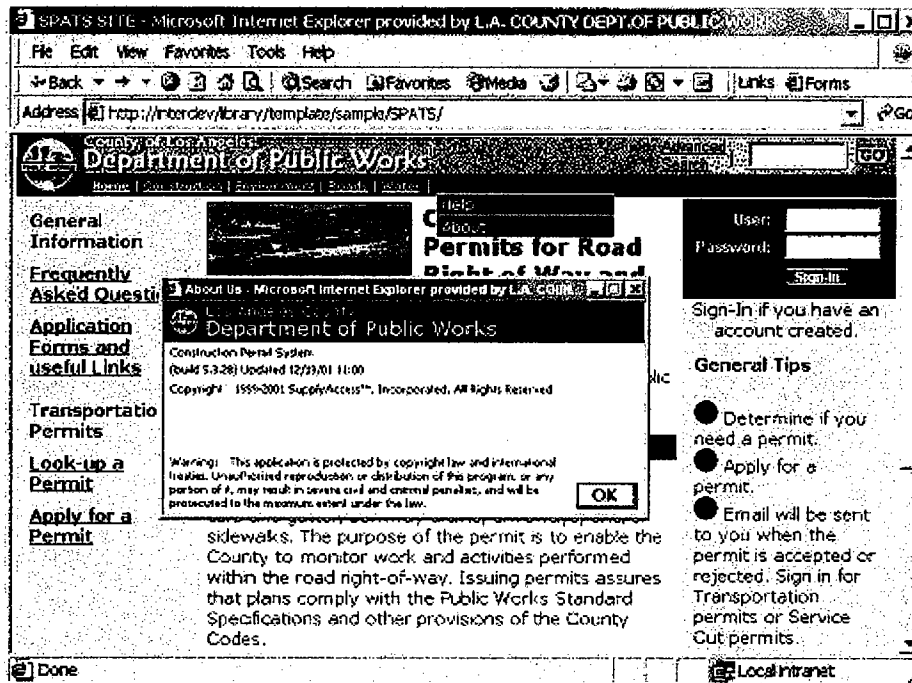 SPATS SITE - Microsoft Internet Explorer provided by L.A. COUNTY DEPT.OF PUBLIC WORKS
File Edit View Favorites Tools Help
Back Search Favorites Media Links Forms
Address http://interdev/library/template/sample/SPATS/ Go
County of Los Angeles
Department of Public Works
Advanced Search GO
Home | Construction | Environment | Roads | Water |
Help
About
General Information
Frequently
Application Forms and useful Links
Permits
Look-up a Permit
Apply for a Permit
Permits for Road
Right of Way and
User:
Password:
Sign-In
Sign-In if you have an account created.
General Tips
Determine if you need a permit.
Apply for a permit.
Email will be sent to you when the permit is accepted or rejected. Sign in for Transportation permits or Service Cut permits.
About Us - Microsoft Internet Explorer provided by L.A.
Los Angeles County
Department of Public Works
Construction Permit System
(build 5.3.28) Updated 12/23/01 11:00
Copyright 1999-2001 SupplyAccess™, Incorporated, All Rights Reserved
Warning: This application is protected by copyright law and international
treaties. Unauthorized reproduction or distribution of this program, or any
portion of it, may result in severe civil and criminal penalties, and will be
prosecuted to the maximum extent under the law.
OK
sidewalks. The purpose of the permit is to enable the
County to monitor work and activities performed
within the road right-of-way. Issuing permits assures
that plans comply with the Public Works Standard
Specifications and other provisions of the County
Codes.
Done
Local intranet